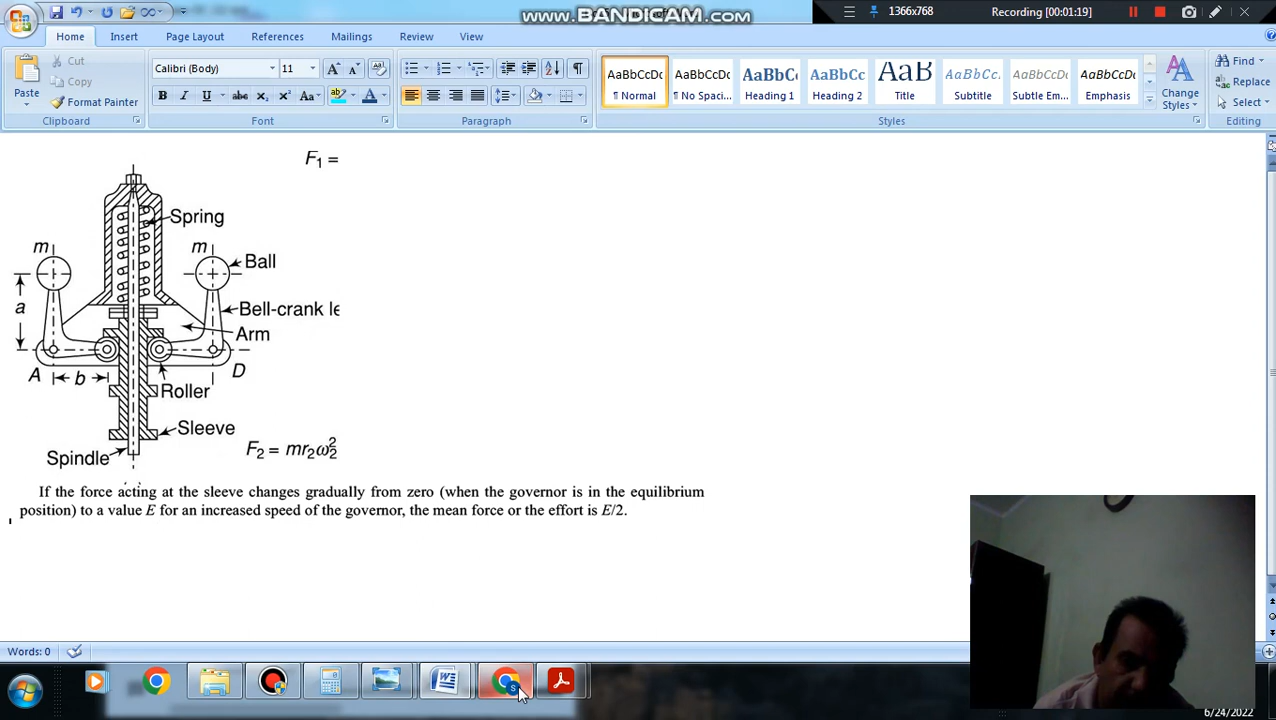 www.BANDICAM.com
1366x768
Recording [00:01:19]
Home
Insert
Page Layout
References
Mailings
Review
View
Paste
Cut
Copy
Format Painter
Clipboard
Calibri (Body)
11
Font
Paragraph
AaBbCcDc
¶ Normal
AaBbCcDc
¶ No Spaci...
AaBbC
Heading 1
AaBbCc
Heading 2
AaB
Title
AaBbCc.
Subtitle
AaBbCcDc
Subtle Em...
AaBbCcDc
Emphasis
Change
Styles
Styles
Find
Replace
Select
Editing
F₁ =
Spring
m
m
Ball
a
Bell-crank le
Arm
A
b
D
Roller
Sleeve
Spindle
F₂ = mr₂ω₂²
If the force acting at the sleeve changes gradually from zero (when the governor is in the equilibrium
position) to a value E for an increased speed of the governor, the mean force or the effort is E/2.
Words: 0
6/24/2022